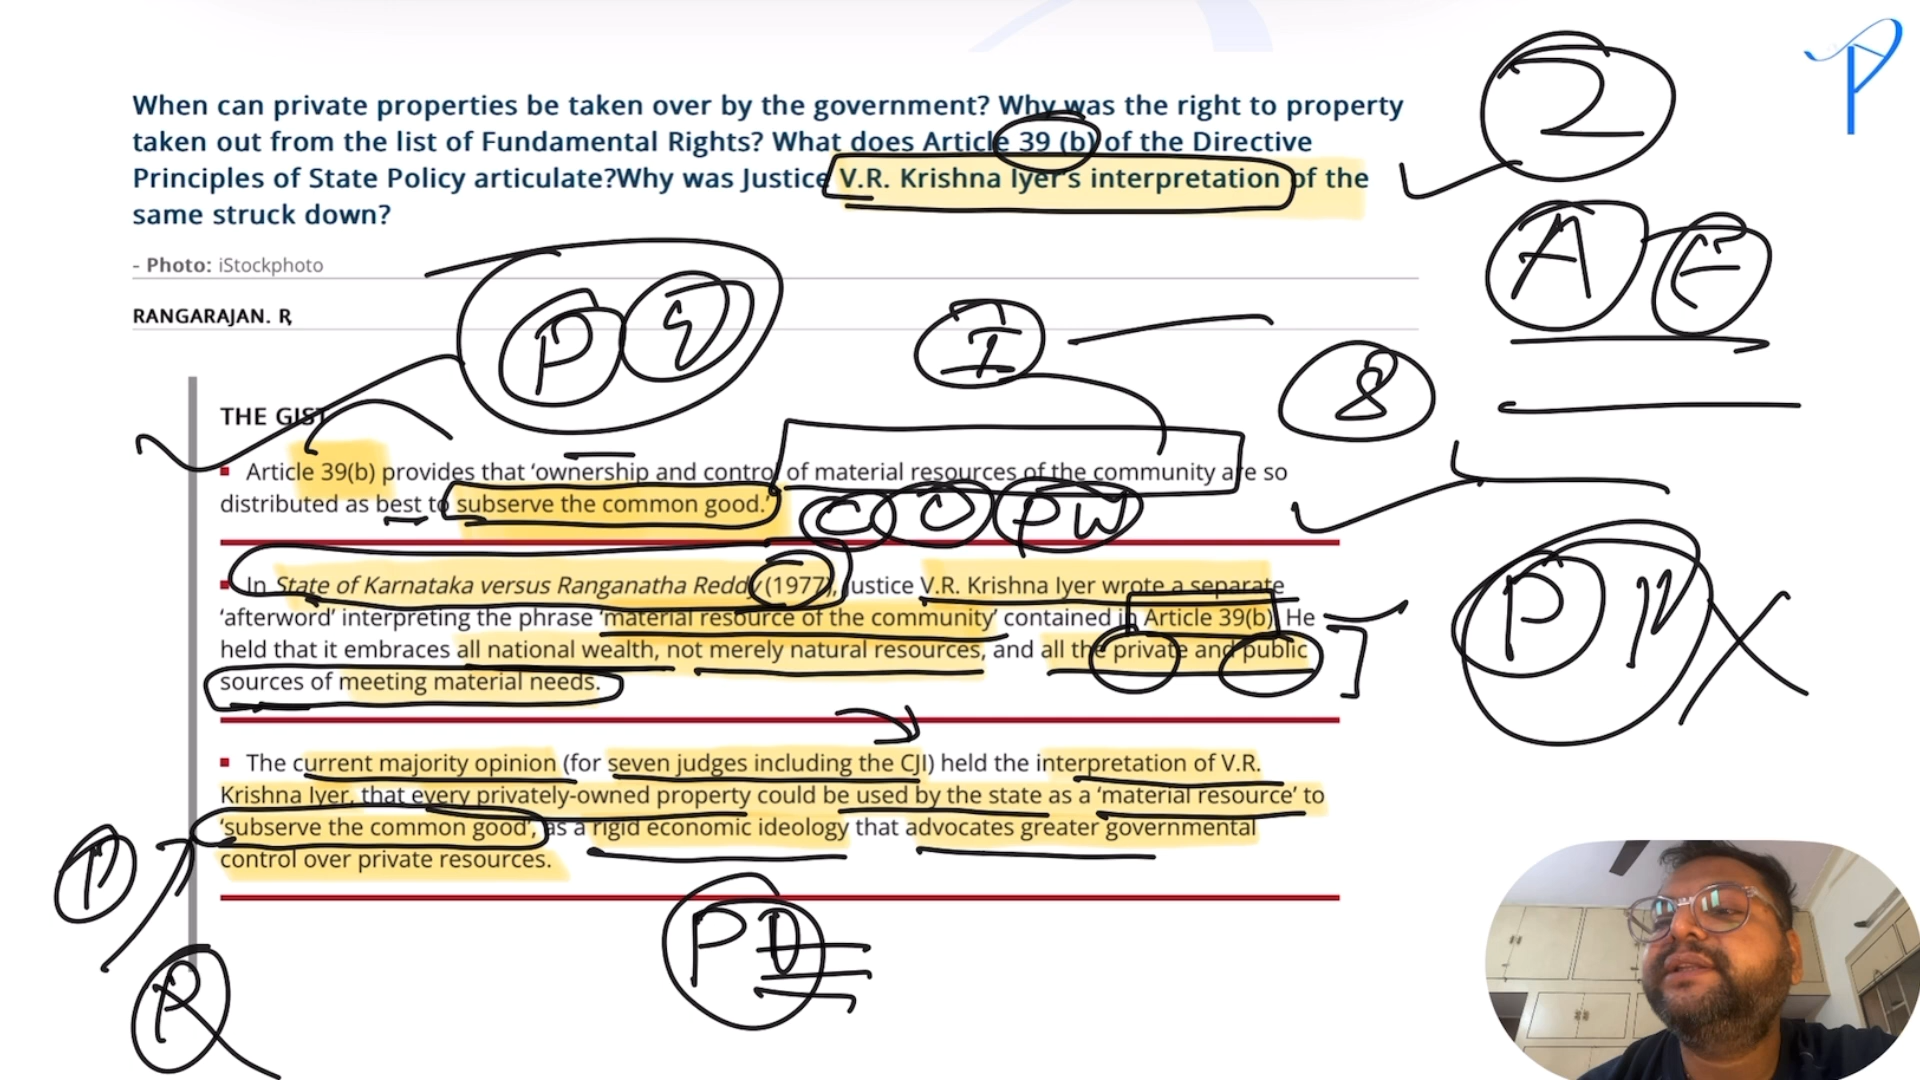 When can private properties be taken over by the government? Why was the right to property
taken out from the list of Fundamental Rights? What does Article 39 (b) of the Directive
Principles of State Policy articulate?Why was Justice V.R. Krishna Iyer's interpretation of the
same struck down?
- Photo: iStockphoto
RANGARAJAN. R
THE GIST
Article 39(b) provides that ‘ownership and control of material resources of the community are so
distributed as best to subserve the common good.’
In State of Karnataka versus Ranganatha Reddy (1977), Justice V.R. Krishna Iyer wrote a separate
‘afterword’ interpreting the phrase ‘material resource of the community’ contained in Article 39(b). He
held that it embraces all national wealth, not merely natural resources, and all the private and public
sources of meeting material needs.
The current majority opinion (for seven judges including the CJI) held the interpretation of V.R.
Krishna Iyer, that every privately-owned property could be used by the state as a ‘material resource’ to
‘subserve the common good’, as a rigid economic ideology that advocates greater governmental
control over private resources.
2
A E
P
I
8
C O P W
P
P D
P
R